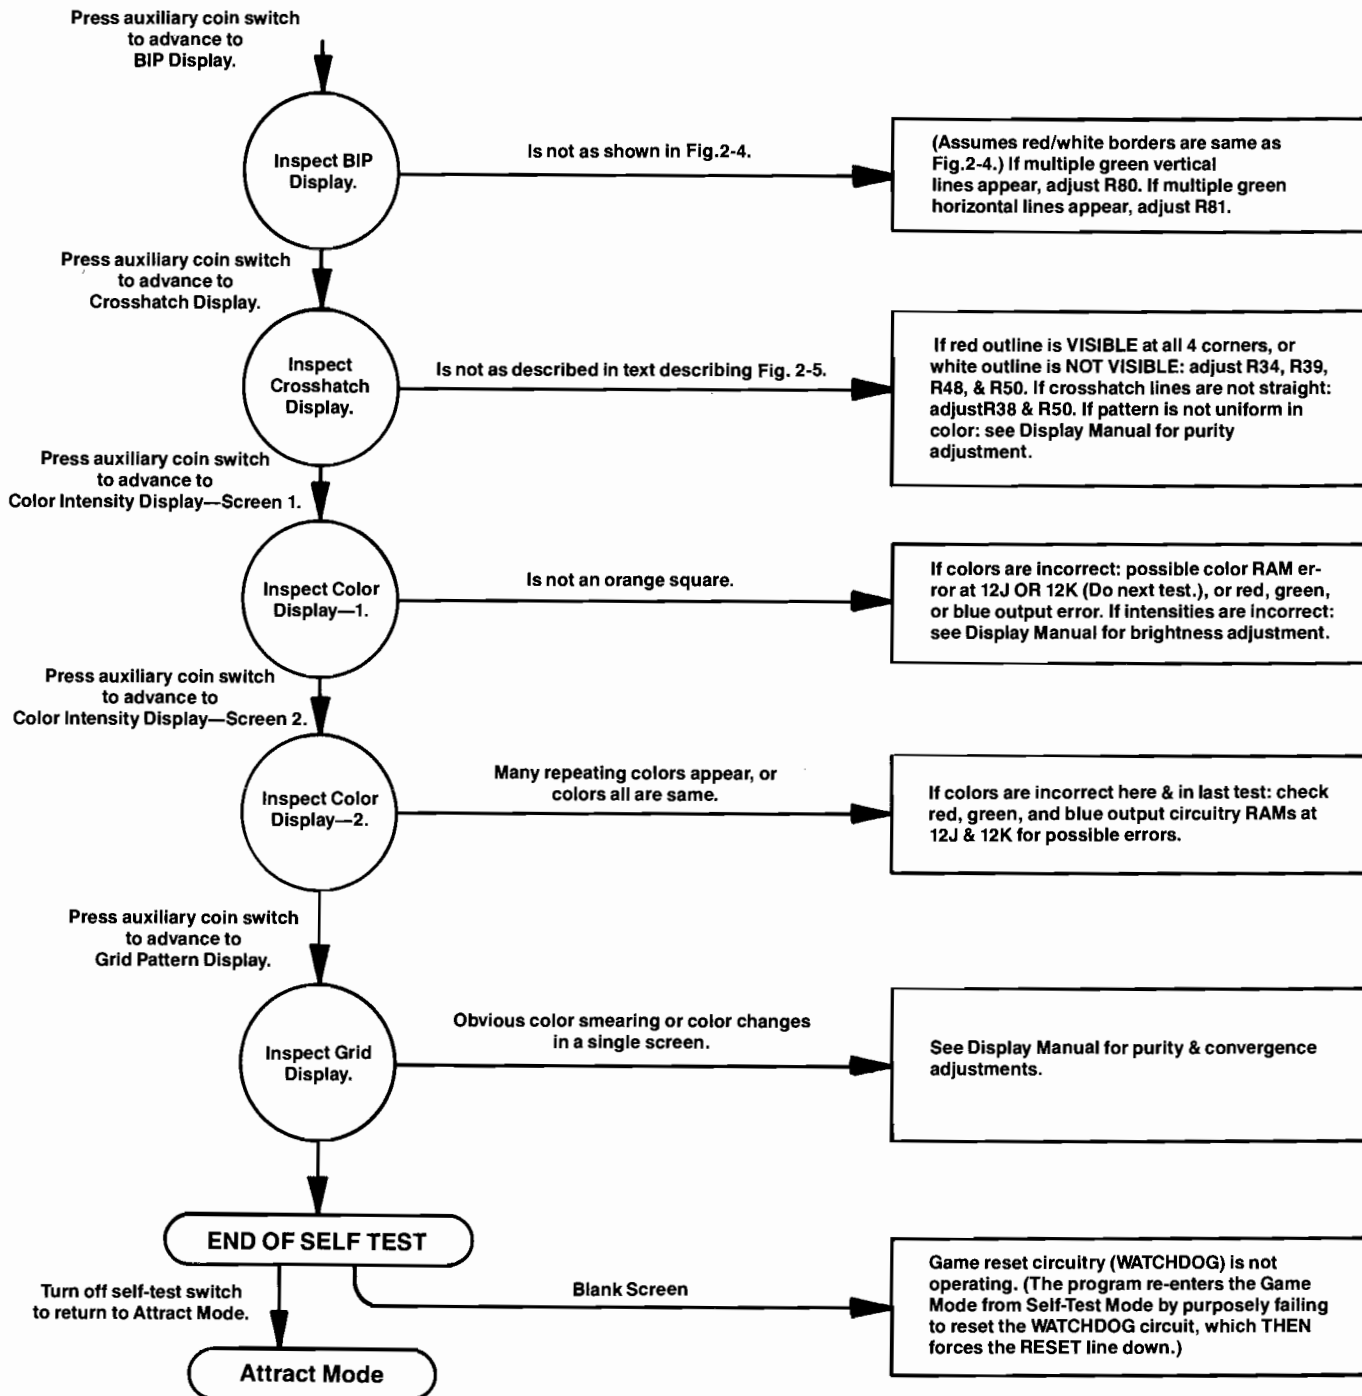 Press auxiliary coin switch
to advance to
BIP Display.
Inspect BIP
Display.
Is not as shown in Fig.2-4.
(Assumes red/white borders are same as
Fig.2-4.) If multiple green vertical
lines appear, adjust R80. If multiple green
horizontal lines appear, adjust R81.
Press auxiliary coin switch
to advance to
Crosshatch Display.
Inspect
Crosshatch
Display.
Is not as described in text describing Fig. 2-5.
If red outline is VISIBLE at all 4 corners, or
white outline is NOT VISIBLE: adjust R34, R39,
R48, & R50. If crosshatch lines are not straight:
adjustR38 & R50. If pattern is not uniform in
color: see Display Manual for purity
adjustment.
Press auxiliary coin switch
to advance to
Color Intensity Display—Screen 1.
Inspect Color
Display—1.
Is not an orange square.
If colors are incorrect: possible color RAM er-
ror at 12J OR 12K (Do next test.), or red, green,
or blue output error. If intensities are incorrect:
see Display Manual for brightness adjustment.
Press auxiliary coin switch
to advance to
Color Intensity Display—Screen 2.
Inspect Color
Display—2.
Many repeating colors appear, or
colors all are same.
If colors are incorrect here & in last test: check
red, green, and blue output circuitry RAMs at
12J & 12K for possible errors.
Press auxiliary coin switch
to advance to
Grid Pattern Display.
Inspect Grid
Display.
Obvious color smearing or color changes
in a single screen.
See Display Manual for purity & convergence
adjustments.
END OF SELF TEST
Turn off self-test switch
to return to Attract Mode.
Blank Screen
Game reset circuitry (WATCHDOG) is not
operating. (The program re-enters the Game
Mode from Self-Test Mode by purposely failing
to reset the WATCHDOG circuit, which THEN
forces the RESET line down.)
Attract Mode